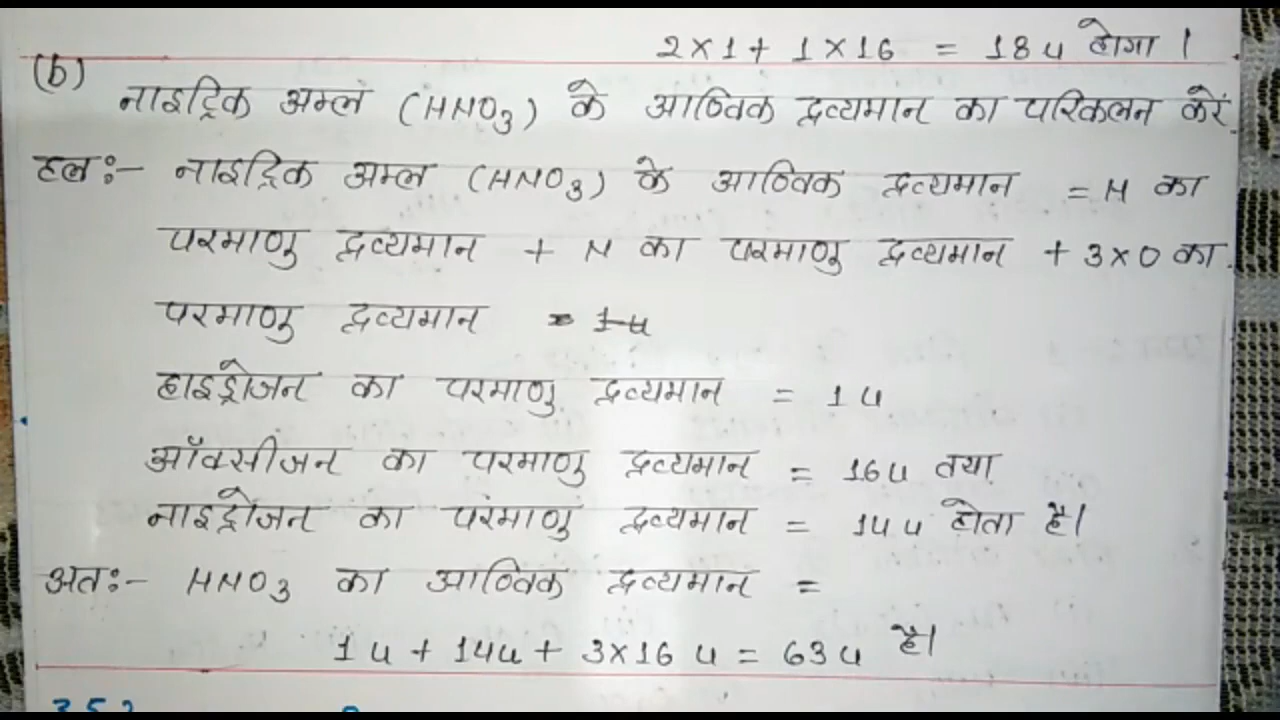 2×1+ 1×16 = 18u होगा ।
(b)
नाइट्रिक अम्ल (HNO3) के आण्विक द्रव्यमान का परिकलन करें.
हलः- नाइट्रिक अम्ल (HNO3) के आण्विक द्रव्यमान = H का
परमाणु द्रव्यमान + N का परमाणु द्रव्यमान + 3×O का
परमाणु द्रव्यमान
हाइड्रोजन का परमाणु द्रव्यमान = 1u
ऑक्सीजन का परमाणु द्रव्यमान = 16u तथा
नाइट्रोजन का परमाणु द्रव्यमान = 14u होता है।
अतः- HNO3 का आण्विक द्रव्यमान =
1u + 14u + 3×16 u = 63u है।